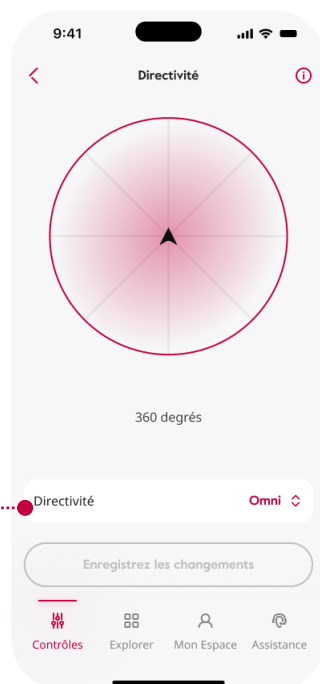 9:41
Directivité
360 degrés
Directivité Omni
Enregistrez les changements
Contrôles Explorer Mon Espace Assistance